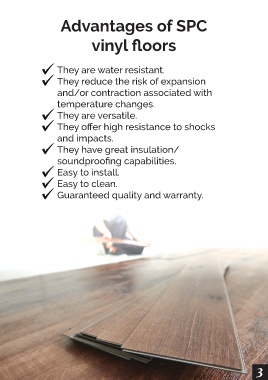 Advantages of SPC
vinyl floors
✓ They are water resistant.
✓ They reduce the risk of expansion
and/or contraction associated with
temperature changes.
✓ They are versatile.
✓ They offer high resistance to shocks
and impacts.
✓ They have great insulation/
soundproofing capabilities.
✓ Easy to install.
✓ Easy to clean.
✓ Guaranteed quality and warranty.
3